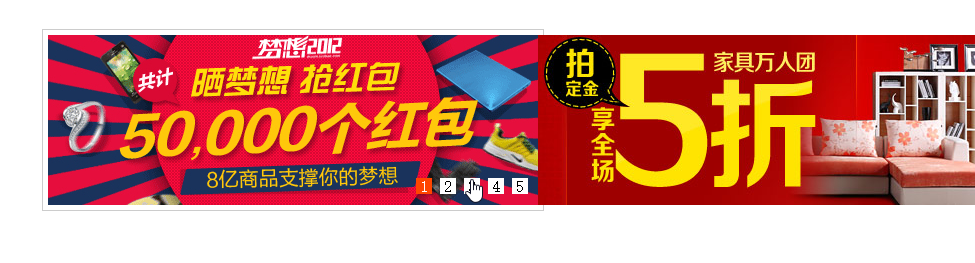 梦想2012
共计
晒梦想 抢红包
50,000个红包
8亿商品支撑你的梦想
1 2 4 5
拍
定金
享全场
家具万人团
5折